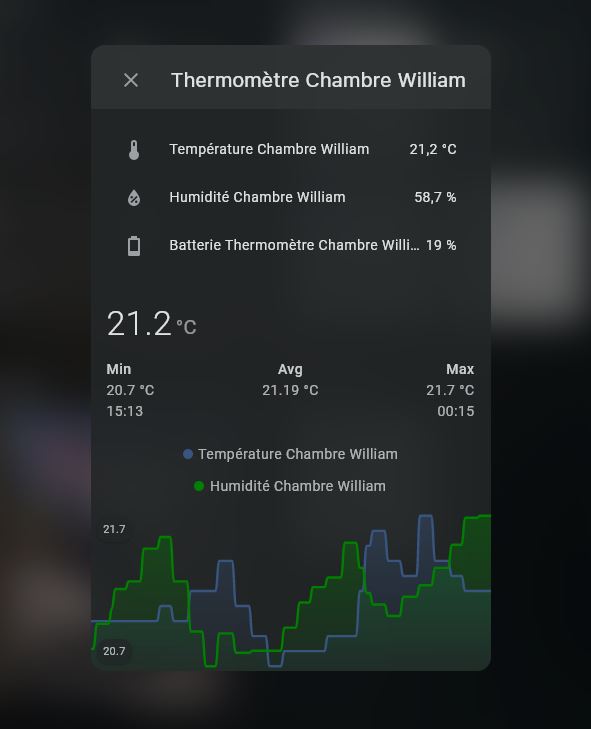 Thermomètre Chambre William
Température Chambre William 21,2 °C
Humidité Chambre William 58,7 %
Batterie Thermomètre Chambre Willi... 19 %
21.2 °C
Min Avg Max
20.7 °C 21.19 °C 21.7 °C
15:13 00:15
Température Chambre William
Humidité Chambre William
21.7
20.7